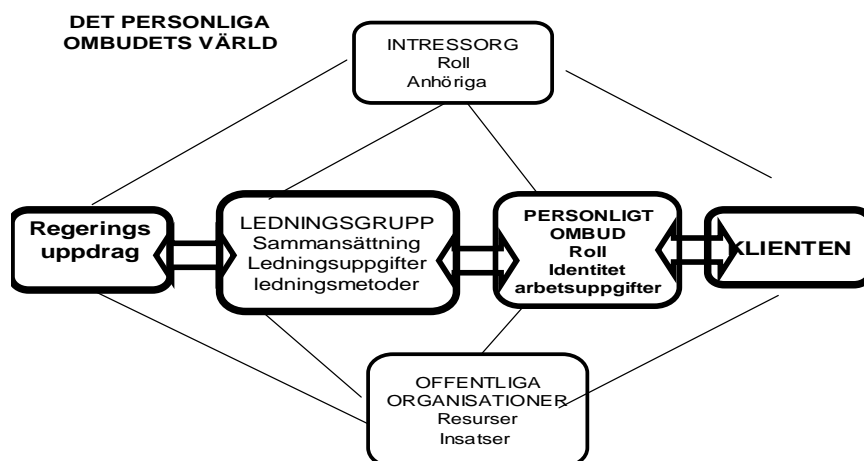 DET PERSONLIGA
OMBUDETS VÄRLD
INTRESSORG
Roll
Anhöriga
Regerings
uppdrag
LEDNINGSGRUPP
Sammansättning
Ledningsuppgifter
ledningsmetoder
PERSONLIGT
OMBUD
Roll
Identitet
arbetsuppgifter
KLIENTEN
OFFENTLIGA
ORGANISATIONER
Resurser
Insatser